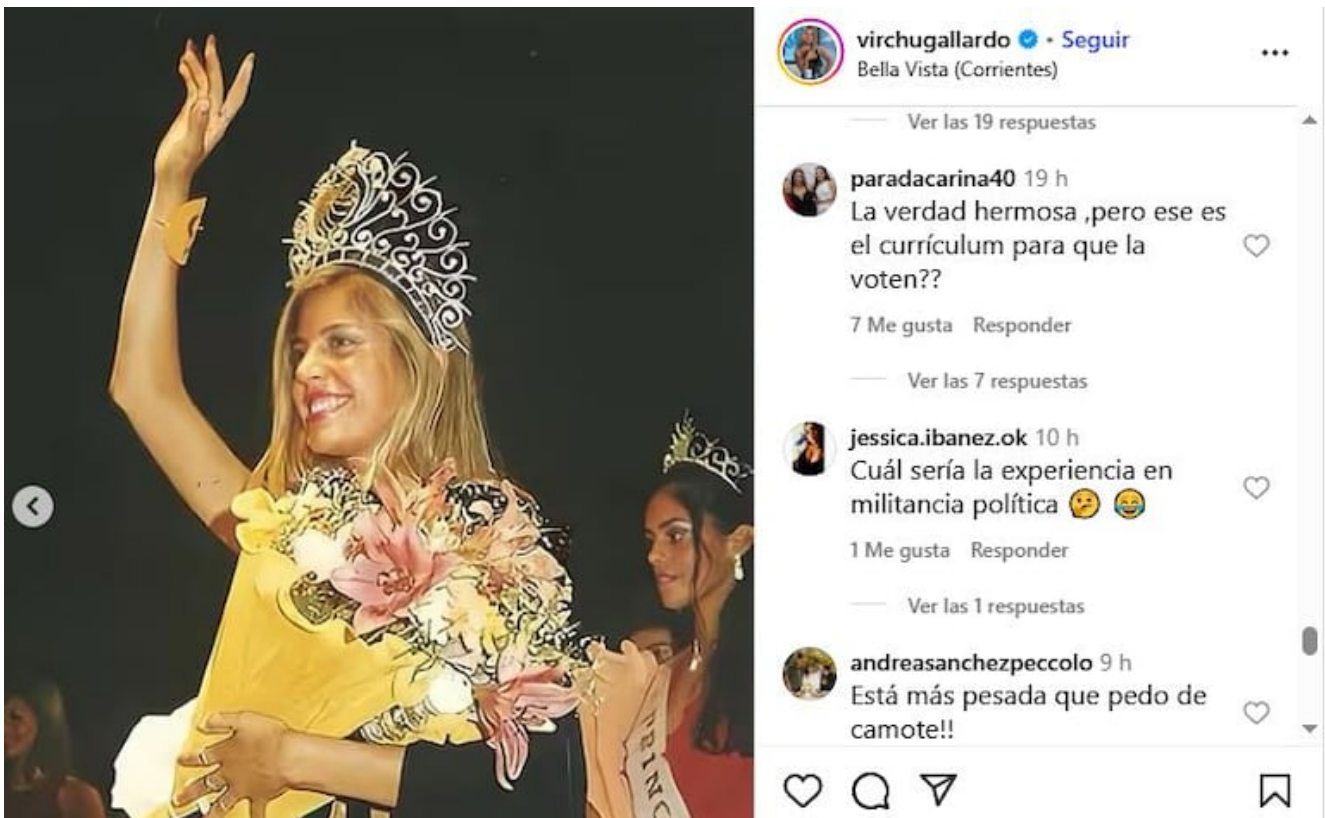 virchugallardo • Seguir
Bella Vista (Corrientes)
Ver las 19 respuestas
paradacarina40 19 h
La verdad hermosa ,pero ese es
el currículum para que la
voten??
7 Me gusta Responder
Ver las 7 respuestas
jessica.ibanez.ok 10 h
Cuál sería la experiencia en
militancia política 🤔 😂
1 Me gusta Responder
Ver las 1 respuestas
andreasanchezpeccolo 9 h
Está más pesada que pedo de
camote!!
PRINC